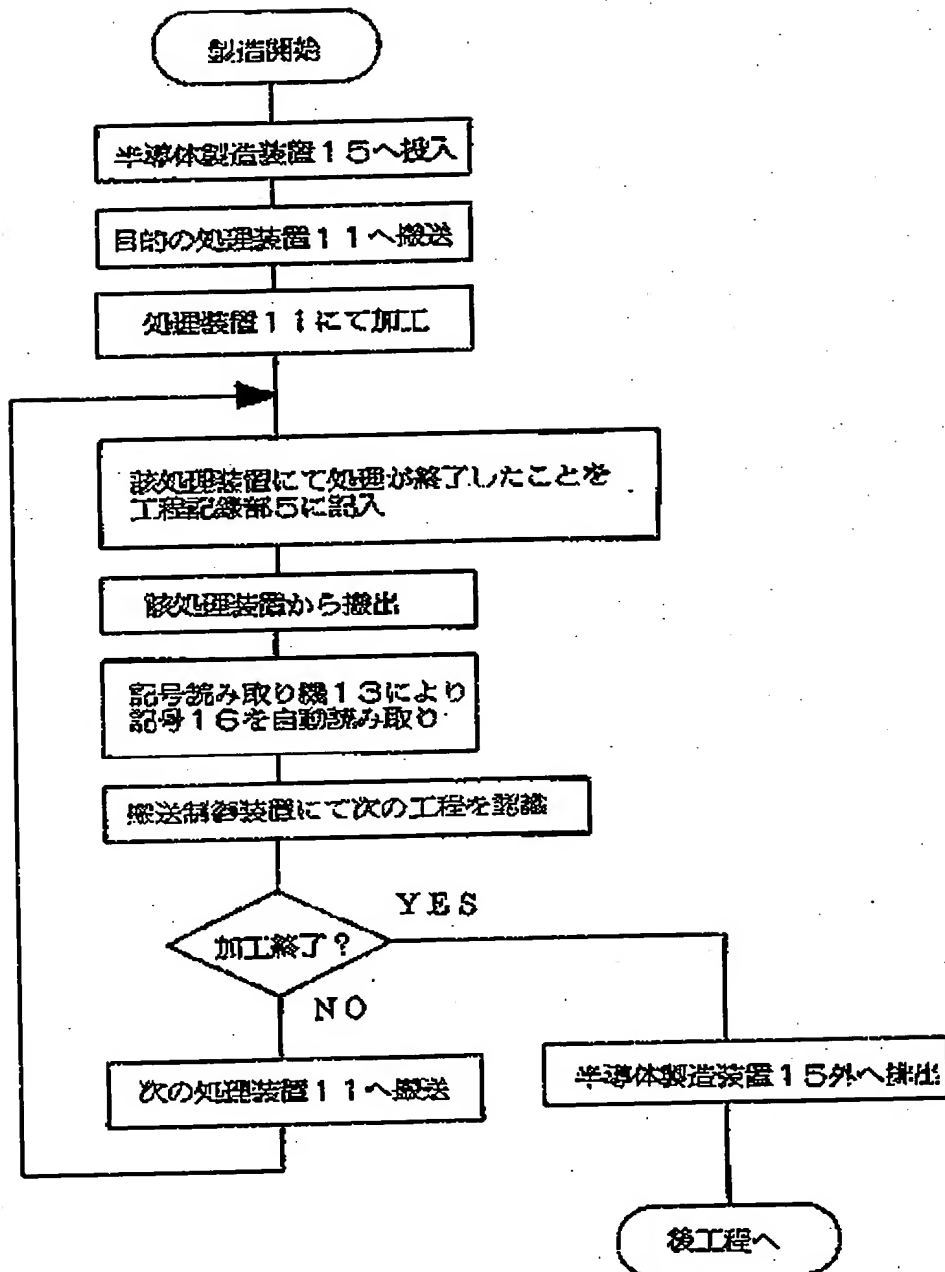 製造開始
半導体製造装置15へ投入
目的の処理装置11へ搬送
処理装置11にて加工
該処理装置にて処理が終了したことを
工程記録部5に記入
該処理装置から搬出
記号読み取り機13により
記号16を自動読み取り
搬送制御装置にて次の工程を認識
加工終了?
YES
NO
次の処理装置11へ搬送
半導体製造装置15外へ排出
後工程へ